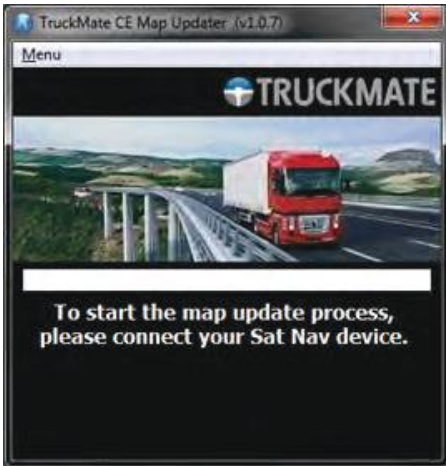 TruckMate CE Map Updater (v1.0.7)
Menu
TRUCKMATE
To start the map update process,
please connect your Sat Nav device.